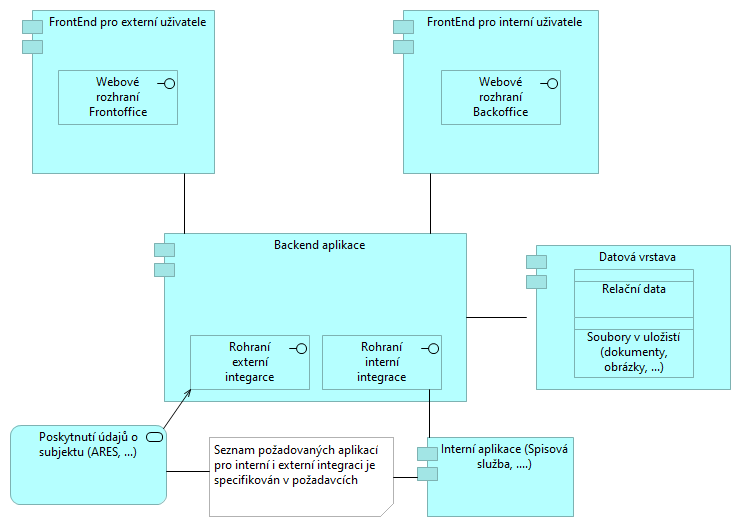 FrontEnd pro externí uživatele
FrontEnd pro interní uživatele
Webové
rozhraní
Frontoffice
Webové
rozhraní
Backoffice
Backend aplikace
Datová vrstava
Relační data
Soubory v uložistí
(dokumenty,
obrázky, ...)
Rohraní
externí
integarce
Rohraní
interní
integrace
Poskytnutí údajů o
subjektu (ARES, ...)
Seznam požadovaných aplikací
pro interní i externí integraci je
specifikován v požadavcích
Interní aplikace (Spisová
služba, ....)